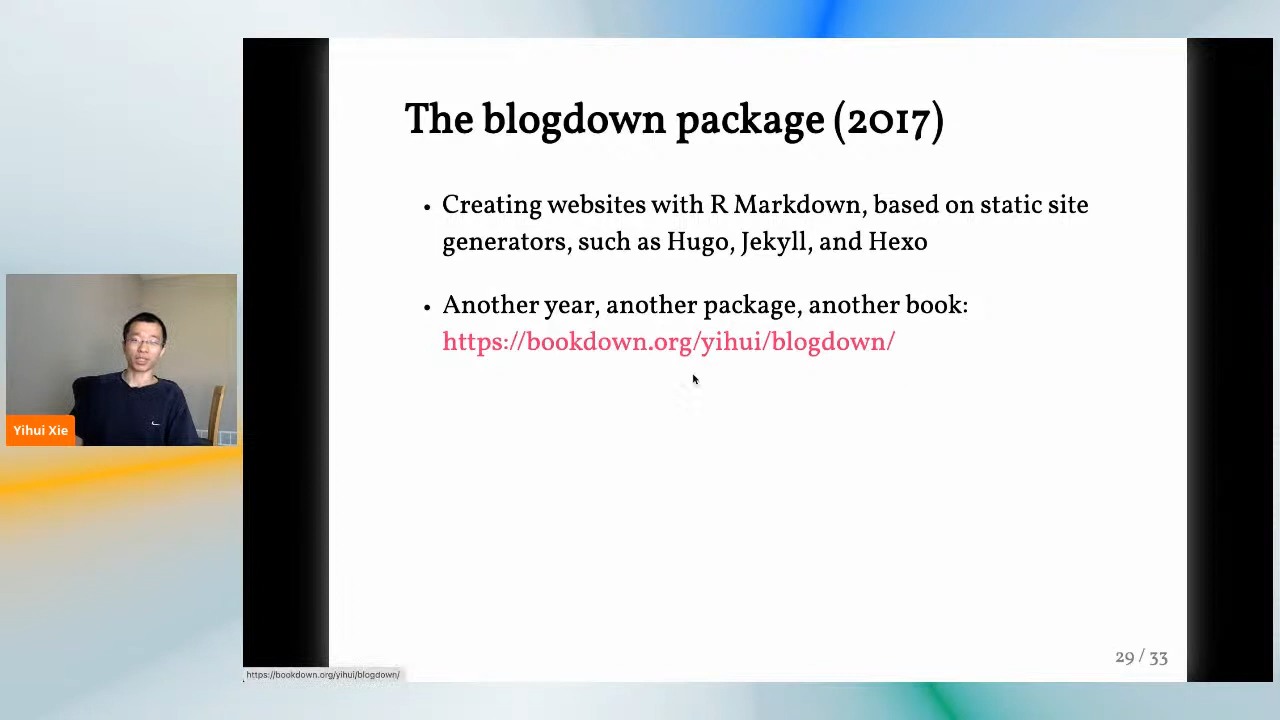 The blogdown package (2017)
• Creating websites with R Markdown, based on static site
generators, such as Hugo, Jekyll, and Hexo
• Another year, another package, another book:
https://bookdown.org/yihui/blogdown/
Yihui Xie
29 / 33
https://bookdown.org/yihui/blogdown/